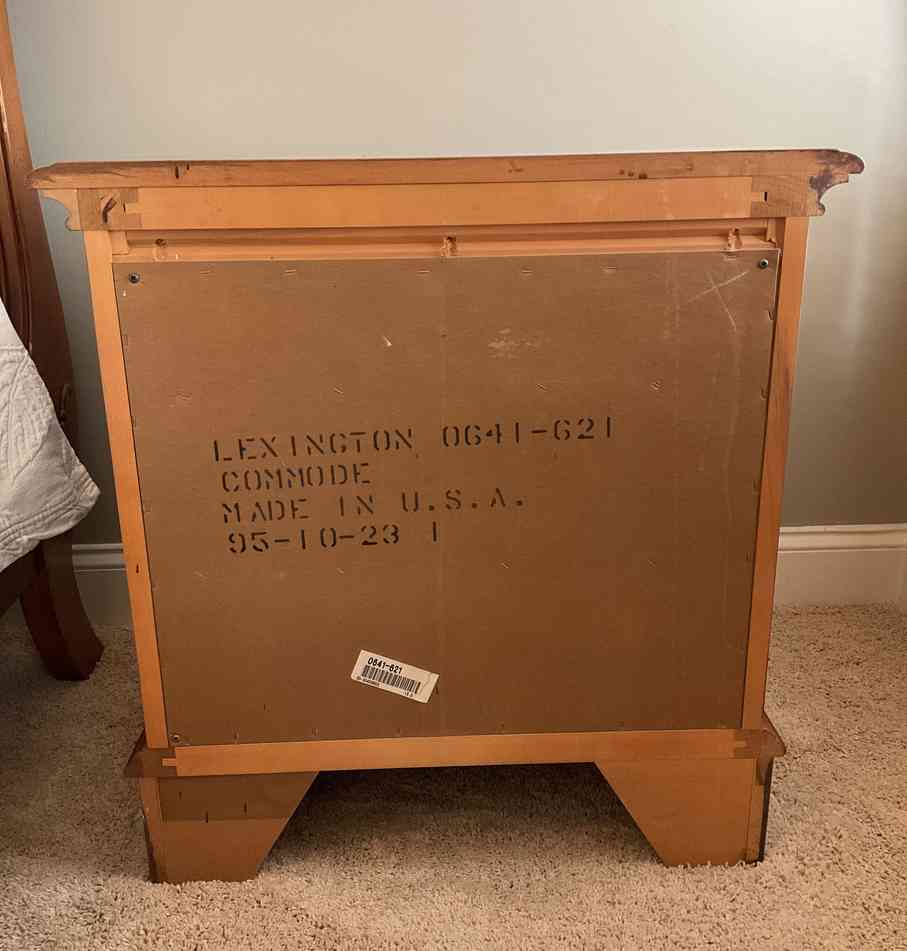 LEXINGTON 0641-621
COMMODE
MADE IN U.S.A.
95-10-23 1
0641-621